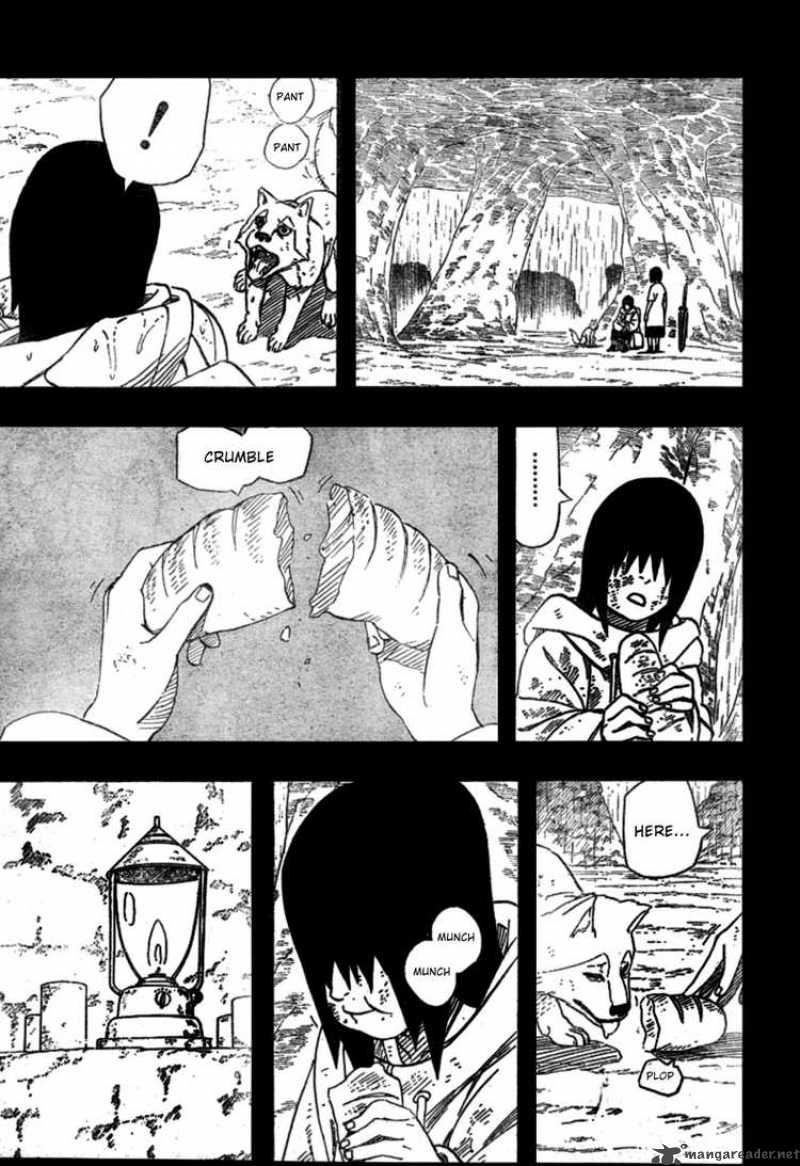 PANT
PANT
!
.........
CRUMBLE
HERE...
PLOP
MUNCH
MUNCH
mangareader.net